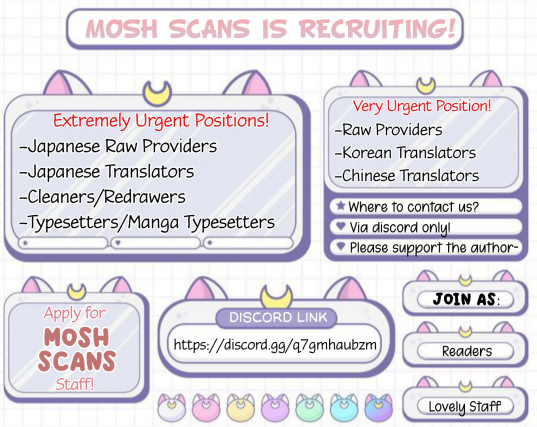 MOSH SCANS IS RECRUITING!
Extremely Urgent Positions!
-Japanese Raw Providers
-Japanese Translators
-Cleaners/Redrawers
-Typesetters/Manga Typesetters
Very Urgent Position!
-Raw Providers
-Korean Translators
-Chinese Translators
Where to contact us?
Via discord only!
Please support the author~
Apply for
MOSH
SCANS
Staff!
DISCORD LINK
https://discord.gg/q7gmhaubzm
JOIN AS:
Readers
Lovely Staff